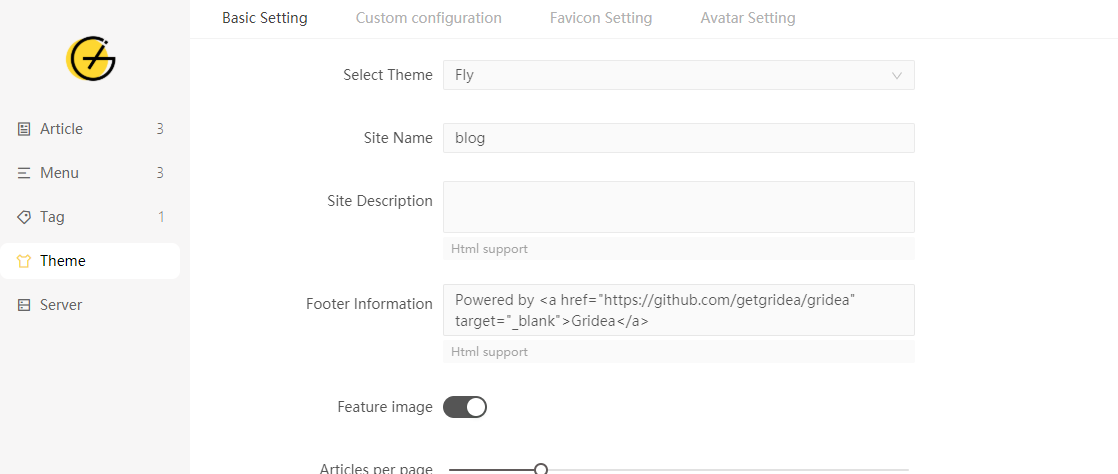 Basic Setting Custom configuration Favicon Setting Avatar Setting
Select Theme Fly
Article 3
Site Name blog
Menu 3
Site Description
Tag 1
Html support
Theme
Server
Footer Information Powered by <a href="https://github.com/getgridea/gridea"
target="_blank">Gridea</a>
Html support
Feature image
Articles per page